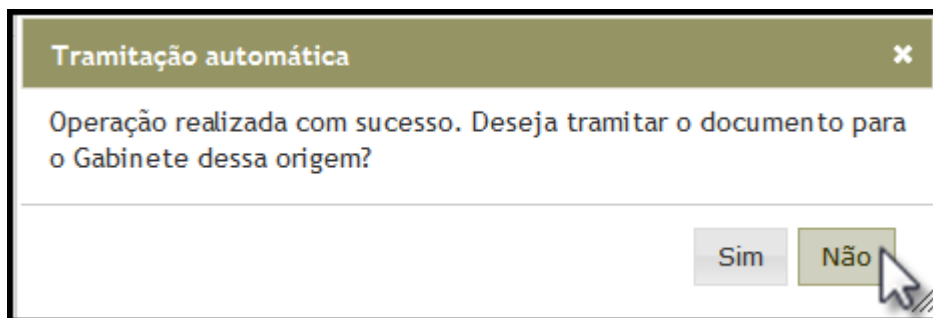 Tramitação automática
Operação realizada com sucesso. Deseja tramitar o documento para
o Gabinete dessa origem?
Sim Não